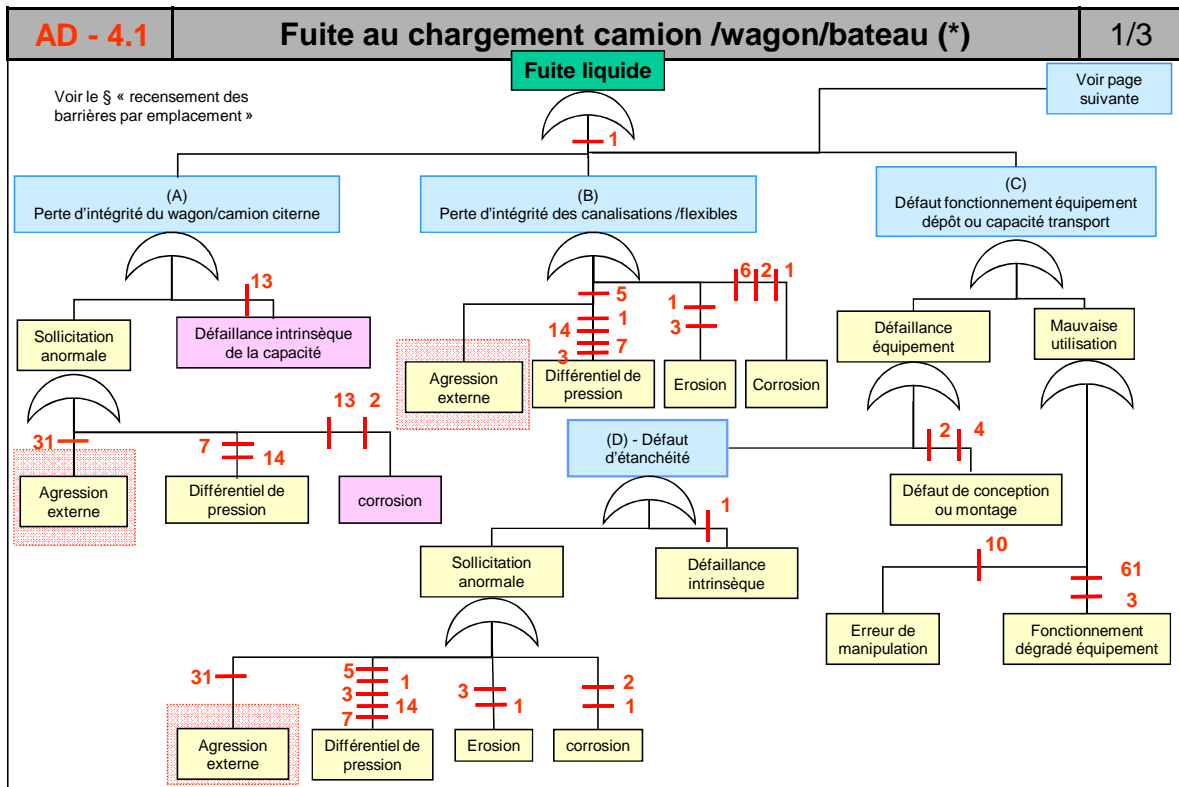 AD - 4.1
Fuite au chargement camion /wagon/bateau (*)
1/3
Fuite liquide
Voir page
suivante
Voir le § « recensement des
barrières par emplacement »
1
(A)
Perte d’intégrité du wagon/camion citerne
(B)
Perte d’intégrité des canalisations /flexibles
(C)
Défaut fonctionnement équipement
dépôt ou capacité transport
13
6
2
1
5
1
14
7
3
1
3
Sollicitation
anormale
Défaillance intrinsèque
de la capacité
Agression
externe
Différentiel de
pression
Erosion
Corrosion
Défaillance
équipement
Mauvaise
utilisation
13
2
31
7
14
Agression
externe
Différentiel de
pression
corrosion
(D) - Défaut
d’étanchéité
2
4
Défaut de conception
ou montage
1
Sollicitation
anormale
Défaillance
intrinsèque
10
61
3
Erreur de
manipulation
Fonctionnement
dégradé équipement
31
5
1
3
14
7
3
1
2
1
Agression
externe
Différentiel de
pression
Erosion
corrosion